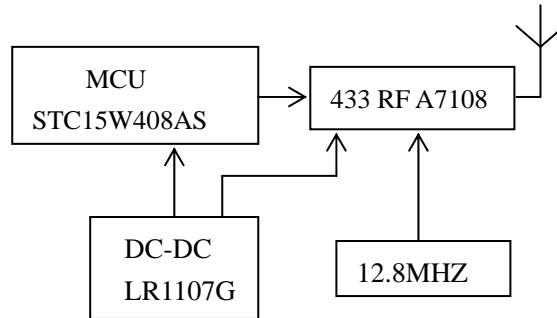 MCU
STC15W408AS
433 RF A7108
DC-DC
LR1107G
12.8MHZ